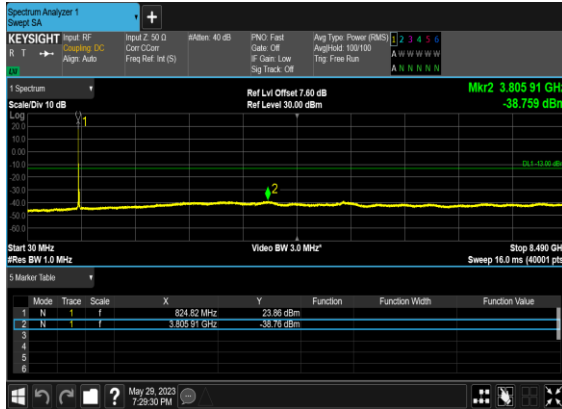 Spectrum Analyzer 1
Swept SA
+
KEYSIGHT
R T
LU
Input: RF
Coupling: DC
Align: Auto
Input Z: 50 Ω
Corr CCorr
Freq Ref: Int (S)
#Atten: 40 dB
PNO: Fast
Gate: Off
IF Gain: Low
Sig Track: Off
Avg Type: Power (RMS)
Avg|Hold: 100/100
Trig: Free Run
1 2 3 4 5 6
A W W W W W
A N N N N N
1 Spectrum
Scale/Div 10 dB
Ref Lvl Offset 7.60 dB
Ref Level 30.00 dBm
Mkr2 3.805 91 GHz
-38.759 dBm
Log
20.0
10.0
0.00
-10.0
-20.0
-30.0
-40.0
-50.0
-60.0
1
2
DL1 -13.00 dB
Start 30 MHz
#Res BW 1.0 MHz
Video BW 3.0 MHz*
Stop 8.490 GH
Sweep 16.0 ms (40001 pts
5 Marker Table
Mode Trace Scale X Y Function Function Width Function Value
1 N 1 f 824.82 MHz 23.86 dBm
2 N 1 f 3.805 91 GHz -38.76 dBm
3
4
5
6
?
May 29, 2023
7:29:30 PM